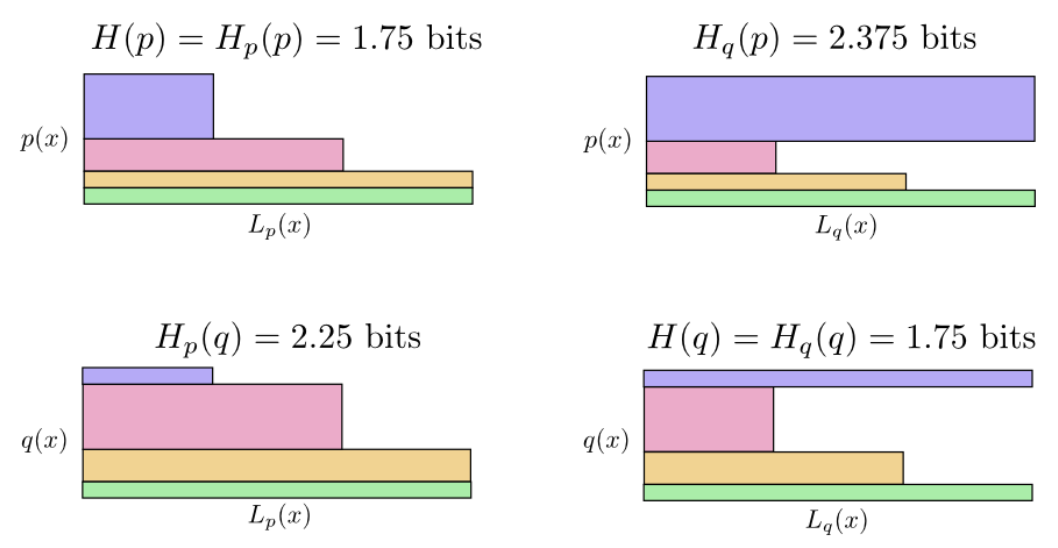 H(p) = H_p(p) = 1.75 bits
p(x)
L_p(x)
H_q(p) = 2.375 bits
p(x)
L_q(x)
H_p(q) = 2.25 bits
q(x)
L_p(x)
H(q) = H_q(q) = 1.75 bits
q(x)
L_q(x)